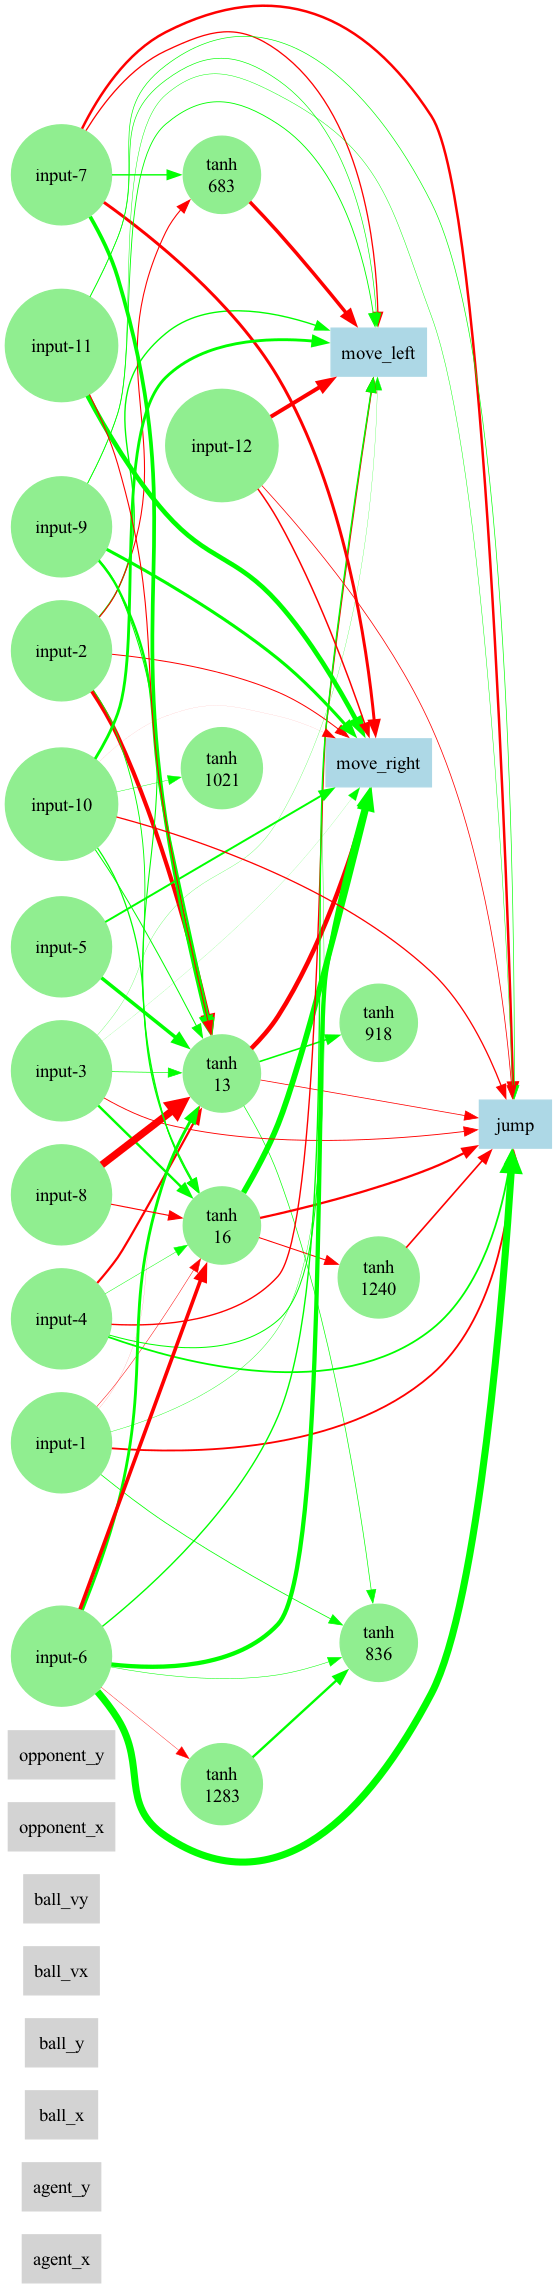 input-7
tanh
683
input-11
move_left
input-12
input-9
input-2
tanh
1021
move_right
input-10
input-5
tanh
918
input-3
tanh
13
jump
input-8
tanh
16
tanh
1240
input-4
input-1
input-6
tanh
836
opponent_y
tanh
1283
opponent_x
ball_vy
ball_vx
ball_y
ball_x
agent_y
agent_x